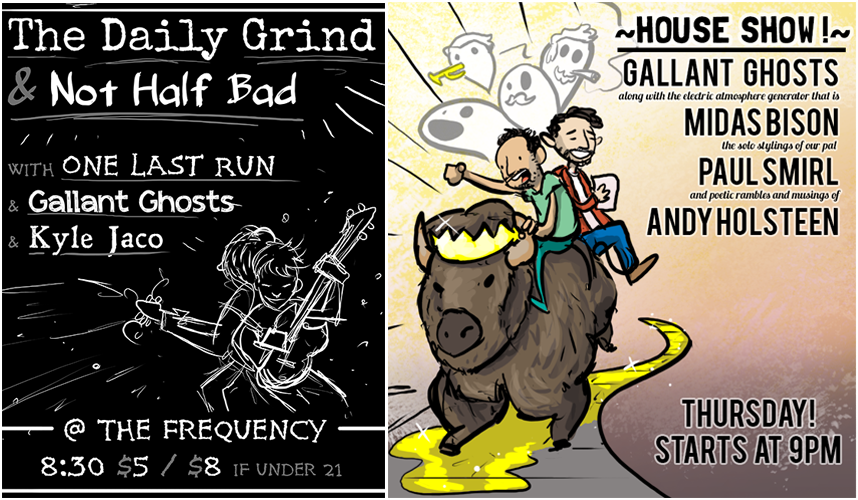 The Daily Grind
& Not Half Bad
WITH ONE LAST RUN
& Gallant Ghosts
& Kyle Jaco
@ THE FREQUENCY
8:30 $5 / $8 IF UNDER 21
~HOUSE SHOW!~
GALLANT GHOSTS
along with the electric atmosphere generator that is
MIDAS BISON
the solo stylings of our pal
PAUL SMIRL
and poetic rambles and musings of
ANDY HOLSTEEN
THURSDAY!
STARTS AT 9PM